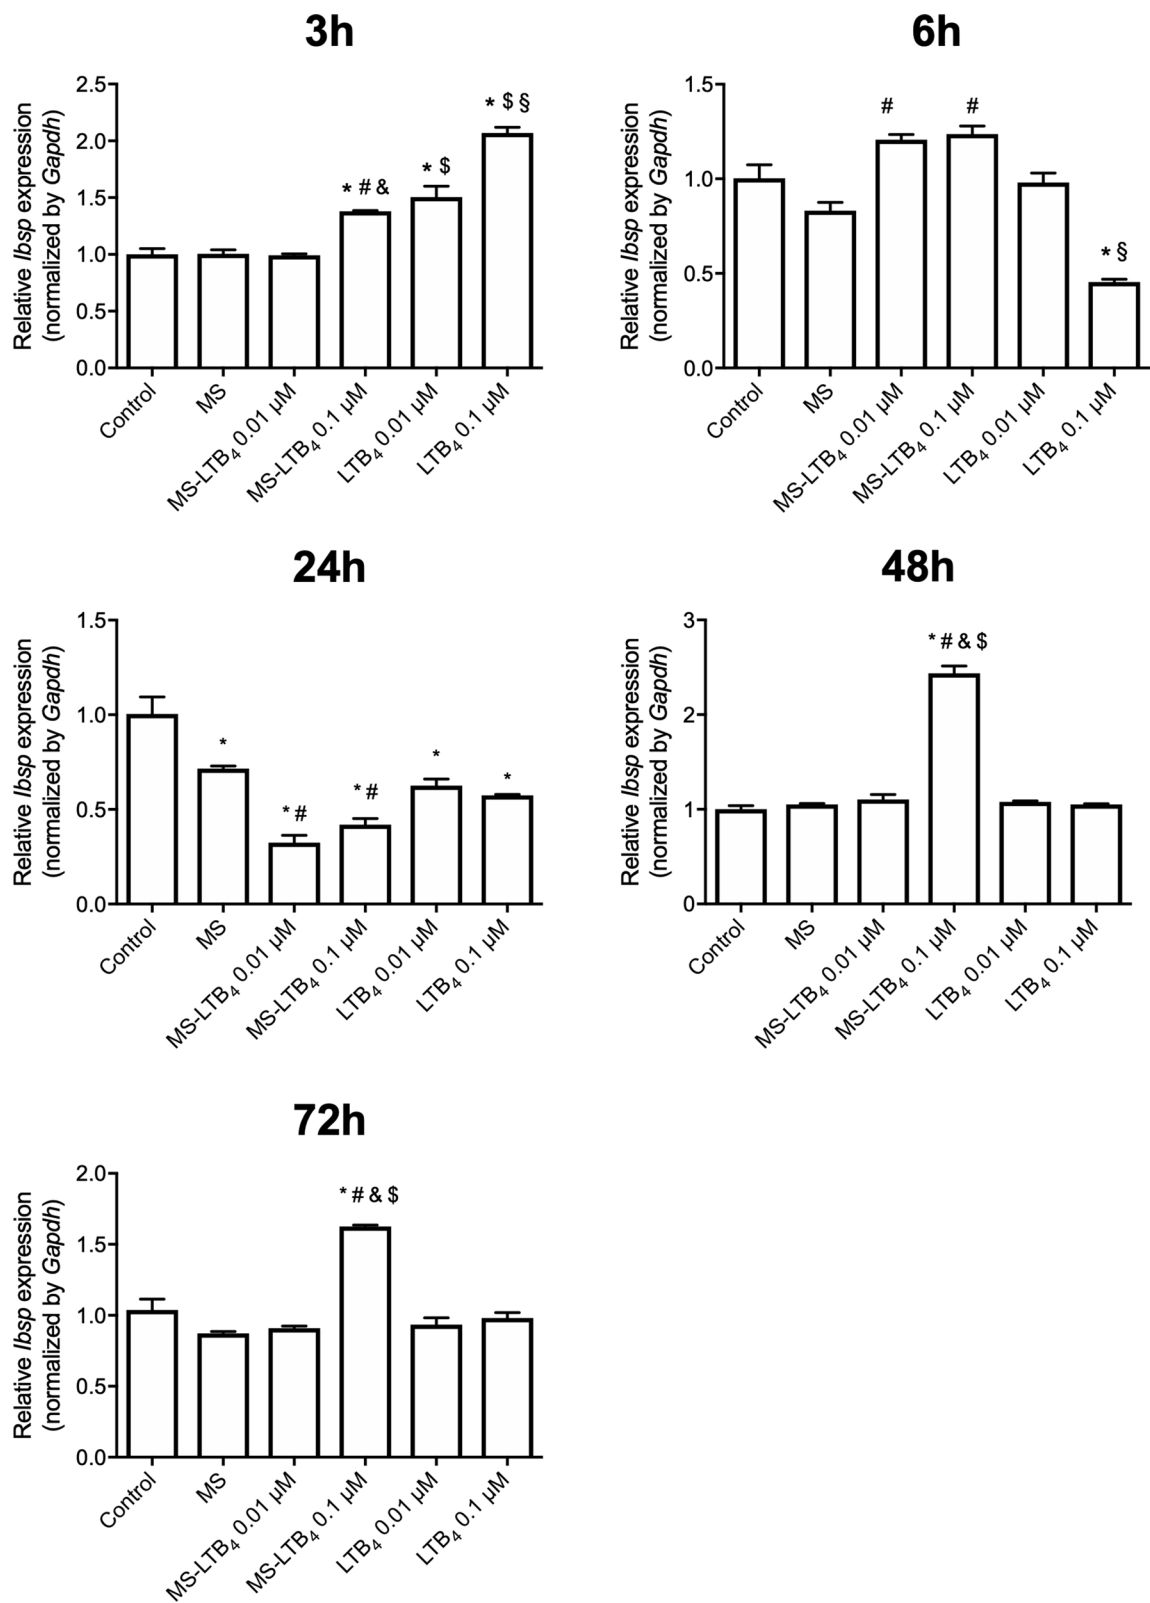 3h
Relative Ibsp expression
(normalized by Gapdh)
2.5
2.0
1.5
1.0
0.5
0.0
* # &
* $
* $ §
Control
MS
MS-LTB₄ 0.01 µM
MS-LTB₄ 0.1 µM
LTB₄ 0.01 µM
LTB₄ 0.1 µM
6h
Relative Ibsp expression
(normalized by Gapdh)
1.5
1.0
0.5
0.0
#
#
* §
Control
MS
MS-LTB₄ 0.01 µM
MS-LTB₄ 0.1 µM
LTB₄ 0.01 µM
LTB₄ 0.1 µM
24h
Relative Ibsp expression
(normalized by Gapdh)
1.5
1.0
0.5
0.0
*
* #
* #
*
*
Control
MS
MS-LTB₄ 0.01 µM
MS-LTB₄ 0.1 µM
LTB₄ 0.01 µM
LTB₄ 0.1 µM
48h
Relative Ibsp expression
(normalized by Gapdh)
3
2
1
0
* # & $
Control
MS
MS-LTB₄ 0.01 µM
MS-LTB₄ 0.1 µM
LTB₄ 0.01 µM
LTB₄ 0.1 µM
72h
Relative Ibsp expression
(normalized by Gapdh)
2.0
1.5
1.0
0.5
0.0
* # & $
Control
MS
MS-LTB₄ 0.01 µM
MS-LTB₄ 0.1 µM
LTB₄ 0.01 µM
LTB₄ 0.1 µM